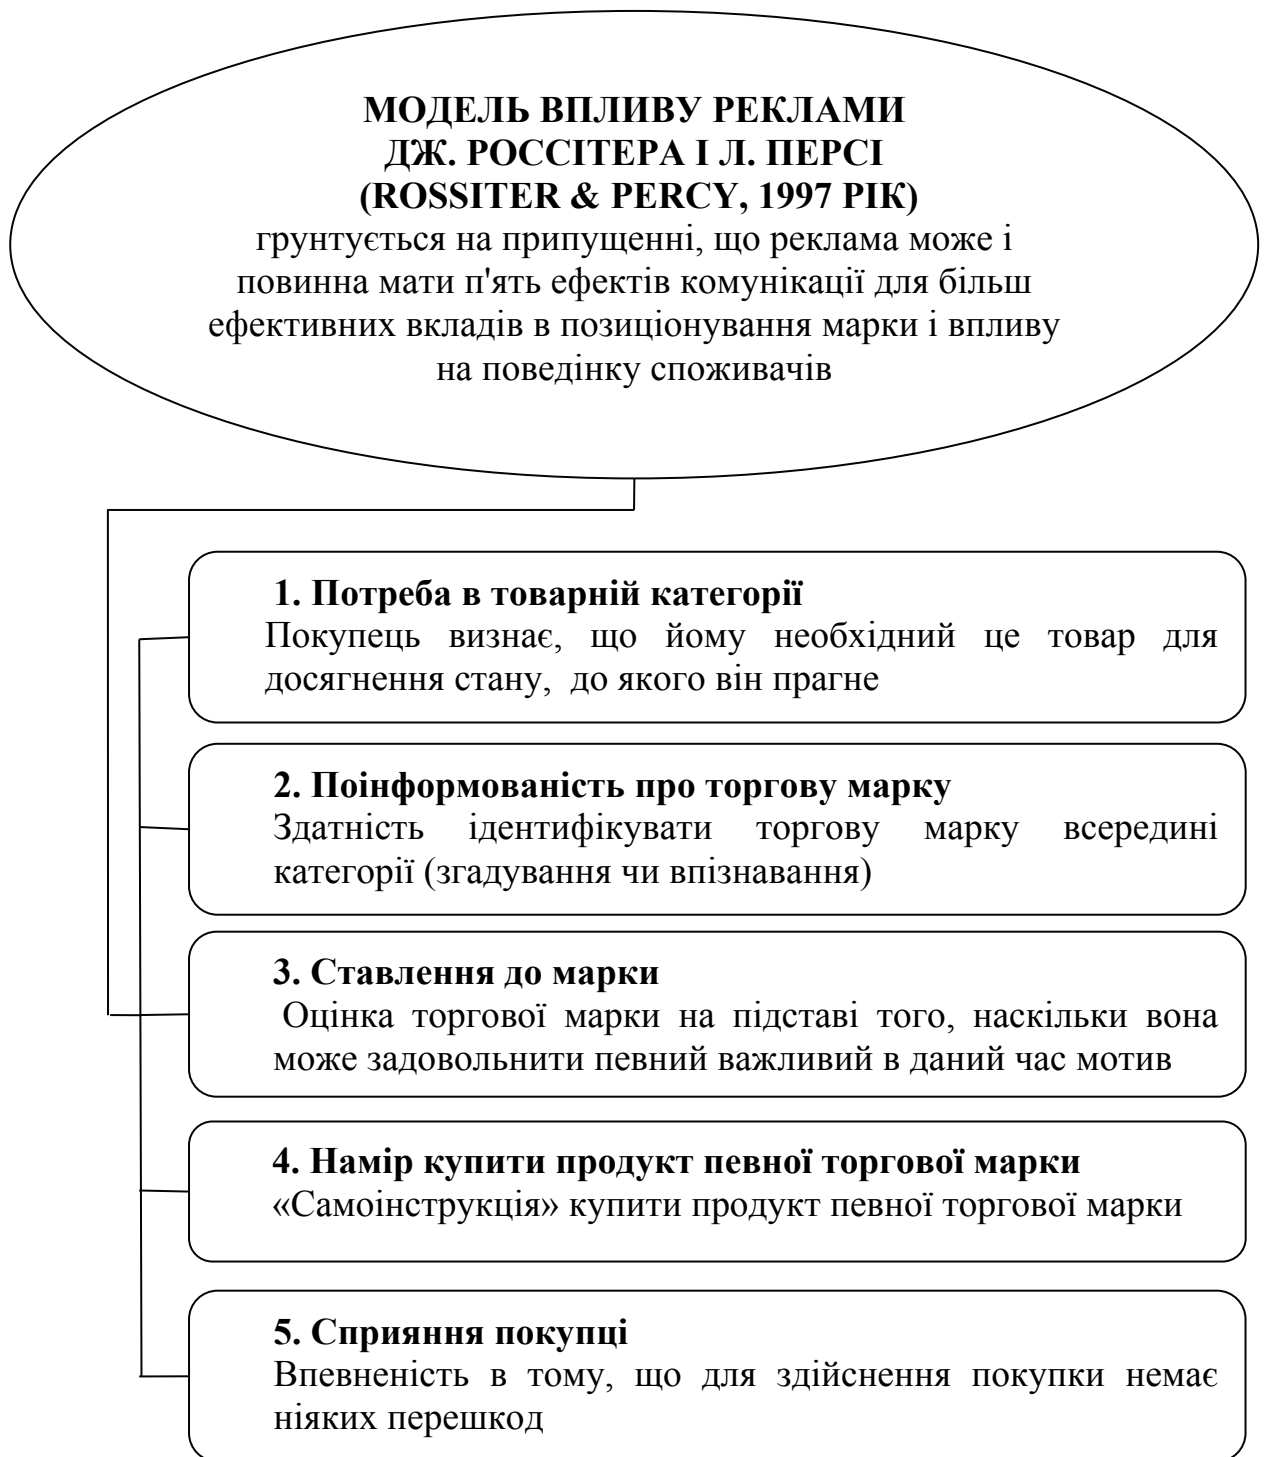 МОДЕЛЬ ВПЛИВУ РЕКЛАМИ
ДЖ. РОССІТЕРА І Л. ПЕРСІ
(ROSSITER & PERCY, 1997 РІК)
грунтується на припущенні, що реклама може і
повинна мати п'ять ефектів комунікації для більш
ефективних вкладів в позиціонування марки і впливу
на поведінку споживачів
1. Потреба в товарній категорії
Покупець визнає, що йому необхідний це товар для
досягнення стану, до якого він прагне
2. Поінформованість про торгову марку
Здатність ідентифікувати торгову марку всередині
категорії (згадування чи впізнавання)
3. Ставлення до марки
Оцінка торгової марки на підставі того, наскільки вона
може задовольнити певний важливий в даний час мотив
4. Намір купити продукт певної торгової марки
«Самоінструкція» купити продукт певної торгової марки
5. Сприяння покупці
Впевненість в тому, що для здійснення покупки немає
ніяких перешкод